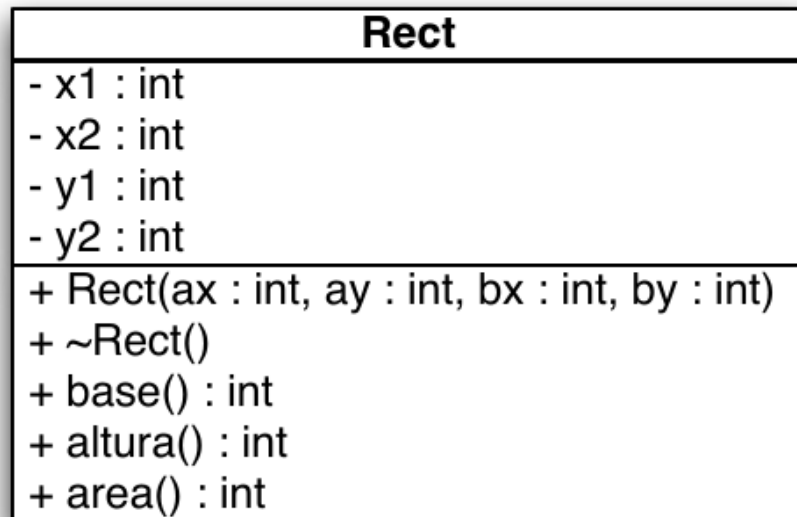 Rect
- x1 : int
- x2 : int
- y1 : int
- y2 : int
+ Rect(ax : int, ay : int, bx : int, by : int)
+ ~Rect()
+ base() : int
+ altura() : int
+ area() : int